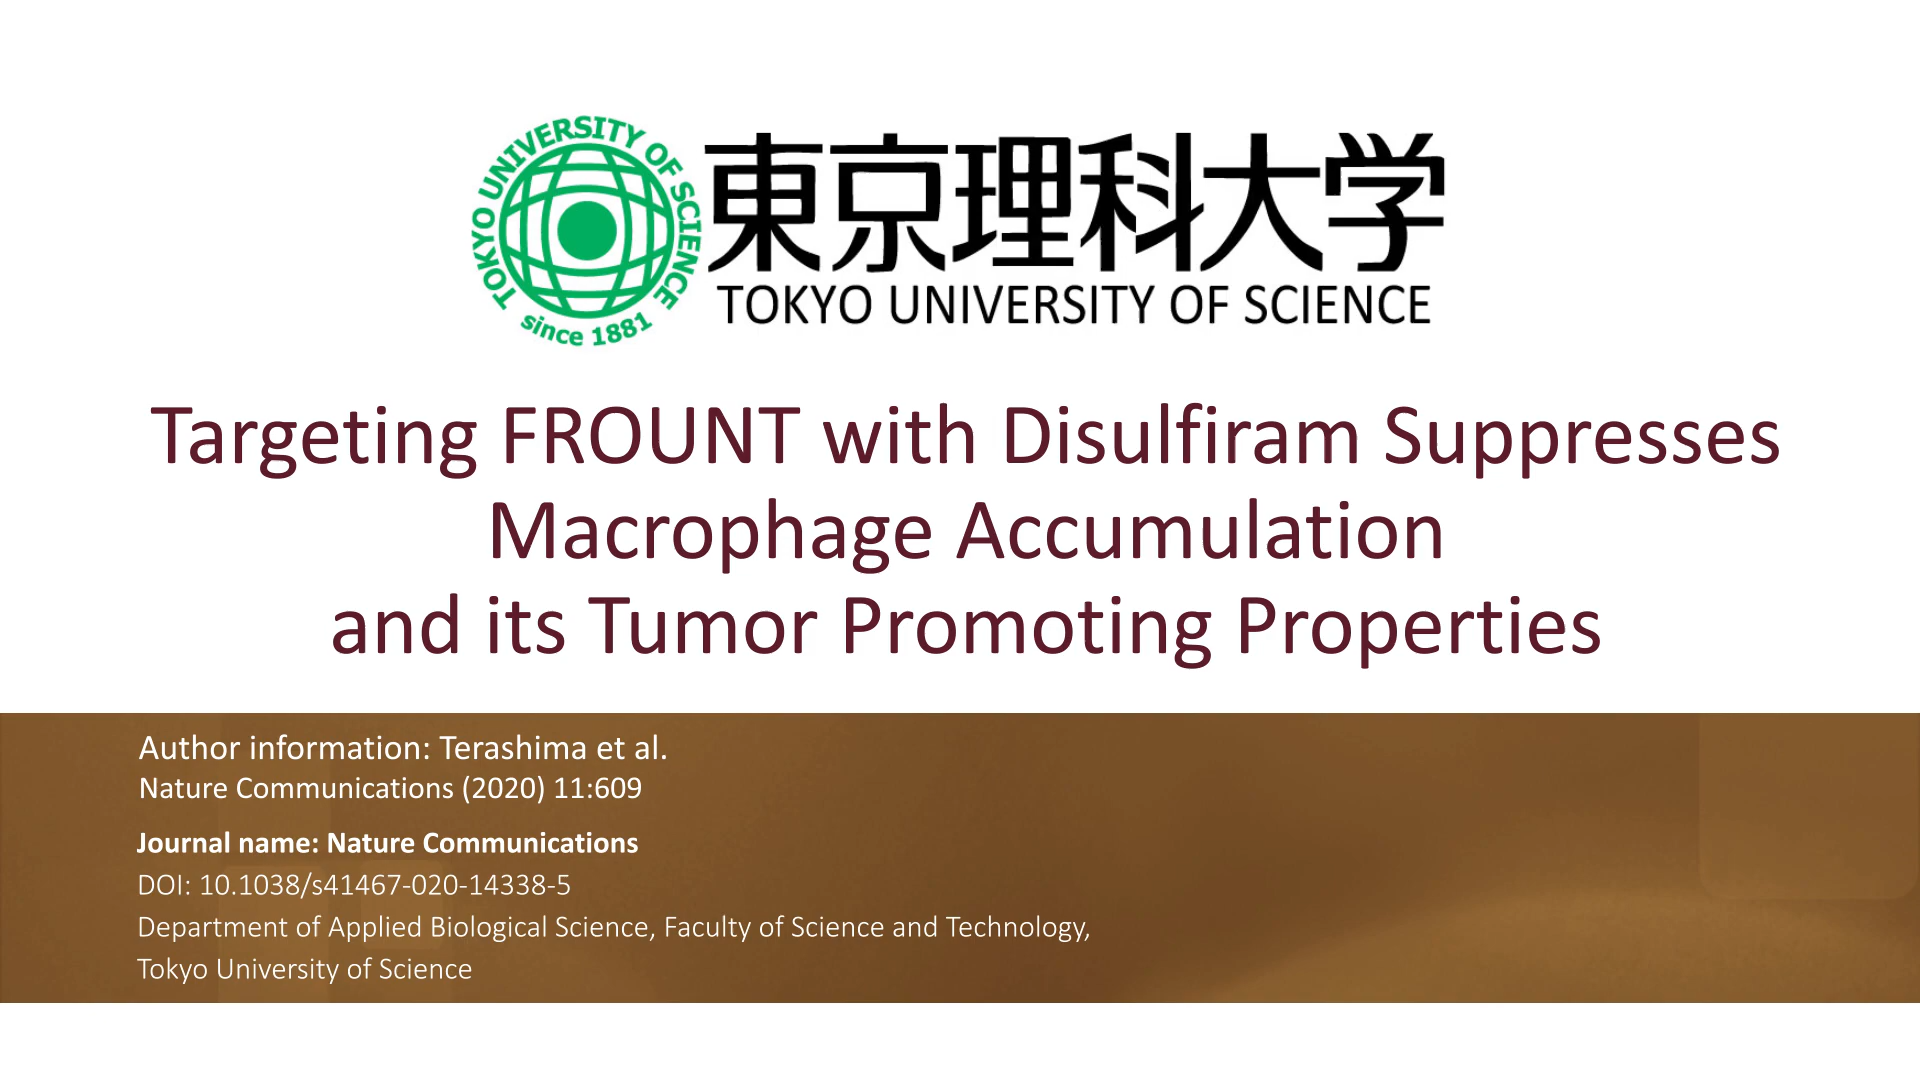 TOKYO UNIVERSITY OF SCIENCE
since 1881
東京理科大学
TOKYO UNIVERSITY OF SCIENCE
Targeting FROUNT with Disulfiram Suppresses
Macrophage Accumulation
and its Tumor Promoting Properties
Author information: Terashima et al.
Nature Communications (2020) 11:609
Journal name: Nature Communications
DOI: 10.1038/s41467-020-14338-5
Department of Applied Biological Science, Faculty of Science and Technology,
Tokyo University of Science